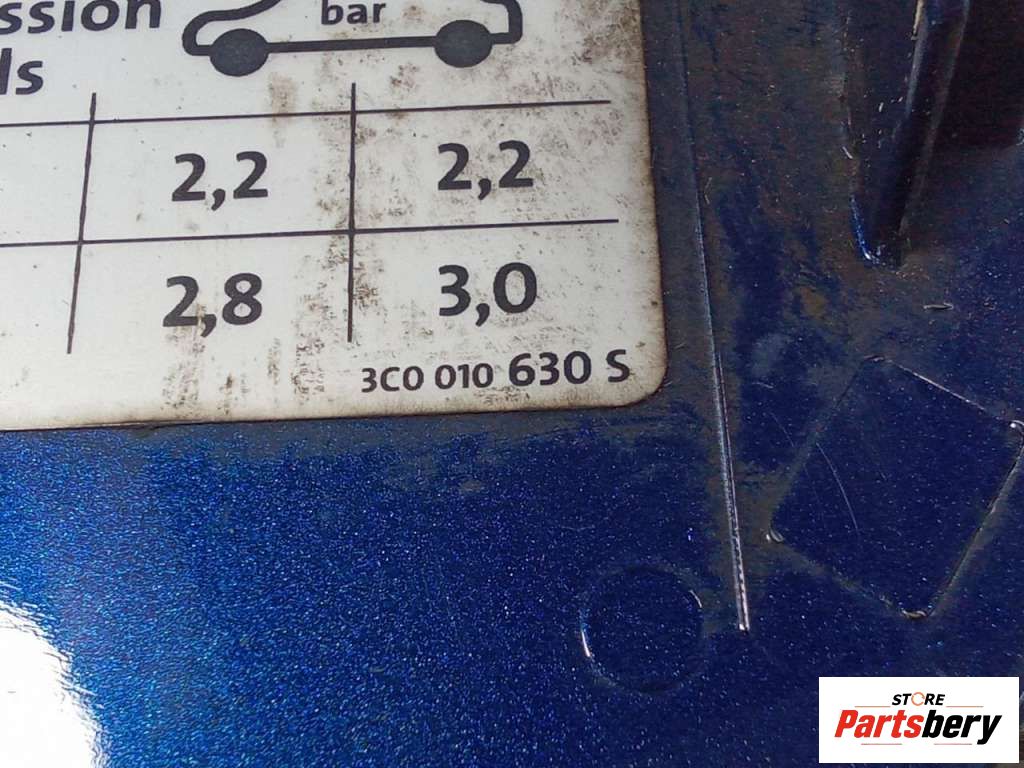 ssion
bar
ls
2,2 2,2
2,8 3,0
3C0 010 630 S
STORE
Partsbery